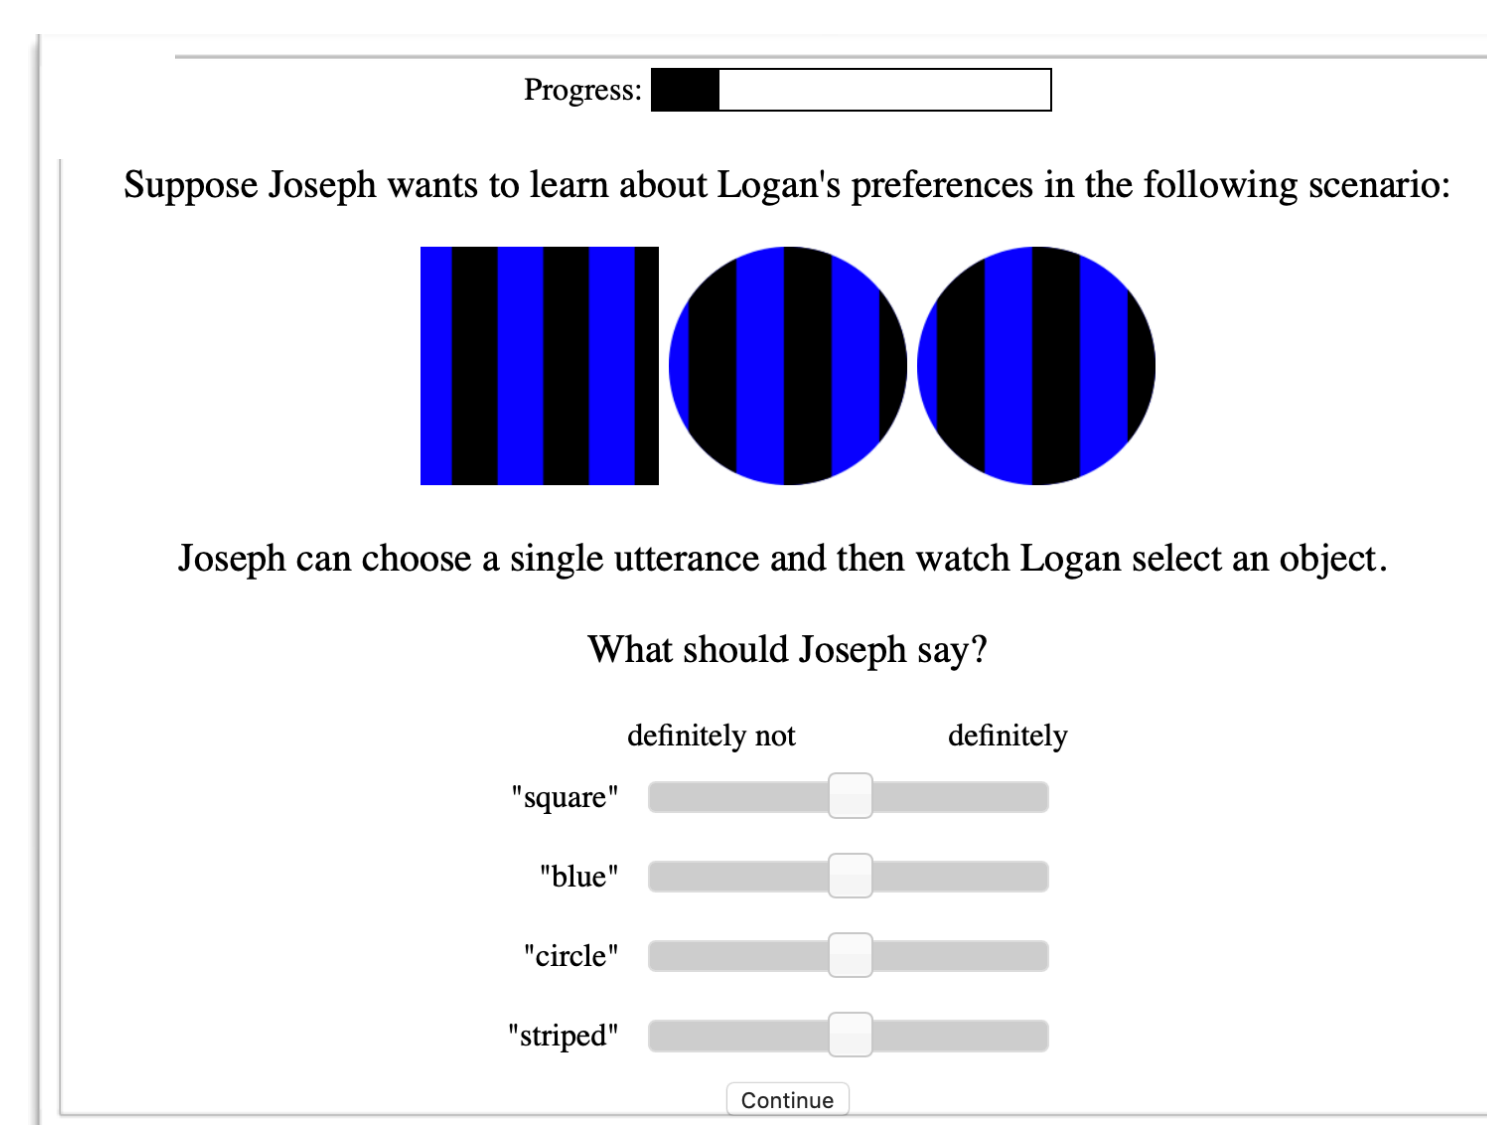 Progress:
Suppose Joseph wants to learn about Logan's preferences in the following scenario:
Joseph can choose a single utterance and then watch Logan select an object.
What should Joseph say?
definitely not definitely
"square"
"blue"
"circle"
"striped"
Continue